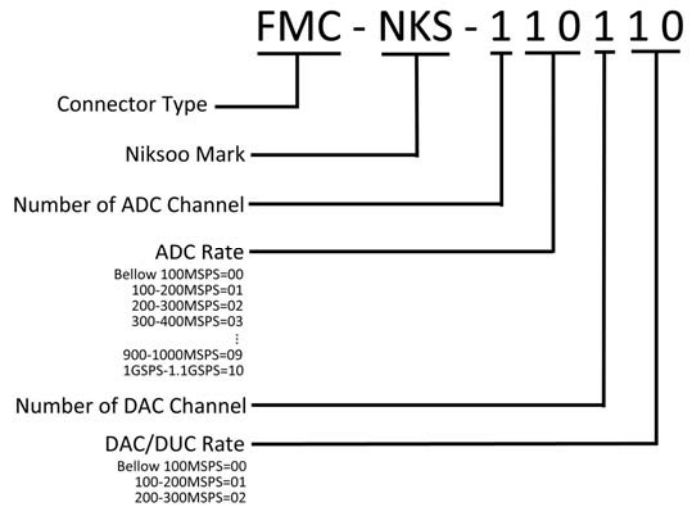 FMC - NKS - 1 1 0 1 1 0
Connector Type
Niksoo Mark
Number of ADC Channel
ADC Rate
Bellow 100MSPS=00
100-200MSPS=01
200-300MSPS=02
300-400MSPS=03
⋮
900-1000MSPS=09
1GSPS-1.1GSPS=10
Number of DAC Channel
DAC/DUC Rate
Bellow 100MSPS=00
100-200MSPS=01
200-300MSPS=02